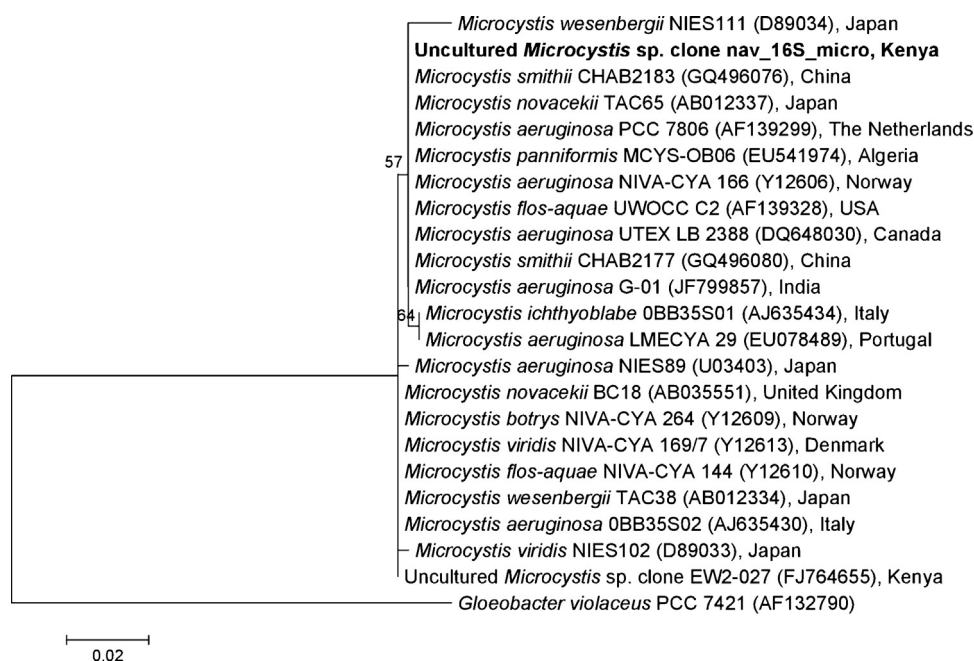 Microcystis wesenbergii NIES111 (D89034), Japan
Uncultured Microcystis sp. clone nav_16S_micro, Kenya
Microcystis smithii CHAB2183 (GQ496076), China
Microcystis novacekii TAC65 (AB012337), Japan
Microcystis aeruginosa PCC 7806 (AF139299), The Netherlands
57
Microcystis panniformis MCYS-OB06 (EU541974), Algeria
Microcystis aeruginosa NIVA-CYA 166 (Y12606), Norway
Microcystis flos-aquae UWOCC C2 (AF139328), USA
Microcystis aeruginosa UTEX LB 2388 (DQ648030), Canada
Microcystis smithii CHAB2177 (GQ496080), China
Microcystis aeruginosa G-01 (JF799857), India
64
Microcystis ichthyoblabe 0BB35S01 (AJ635434), Italy
Microcystis aeruginosa LMECYA 29 (EU078489), Portugal
Microcystis aeruginosa NIES89 (U03403), Japan
Microcystis novacekii BC18 (AB035551), United Kingdom
Microcystis botrys NIVA-CYA 264 (Y12609), Norway
Microcystis viridis NIVA-CYA 169/7 (Y12613), Denmark
Microcystis flos-aquae NIVA-CYA 144 (Y12610), Norway
Microcystis wesenbergii TAC38 (AB012334), Japan
Microcystis aeruginosa 0BB35S02 (AJ635430), Italy
Microcystis viridis NIES102 (D89033), Japan
Uncultured Microcystis sp. clone EW2-027 (FJ764655), Kenya
Gloeobacter violaceus PCC 7421 (AF132790)
0.02